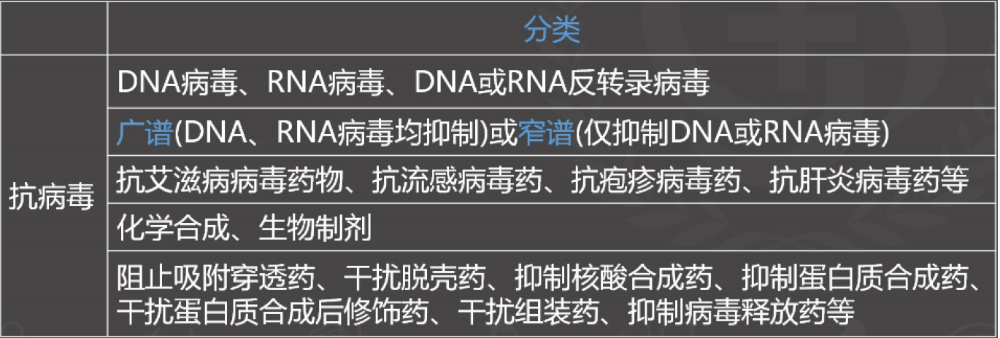 分类
DNA病毒、RNA病毒、DNA或RNA反转录病毒
广谱(DNA、RNA病毒均抑制)或窄谱(仅抑制DNA或RNA病毒)
抗病毒
抗艾滋病病毒药物、抗流感病毒药、抗疱疹病毒药、抗肝炎病毒药等
化学合成、生物制剂
阻止吸附穿透药、干扰脱壳药、抑制核酸合成药、抑制蛋白质合成药、
干扰蛋白质合成后修饰药、干扰组装药、抑制病毒释放药等